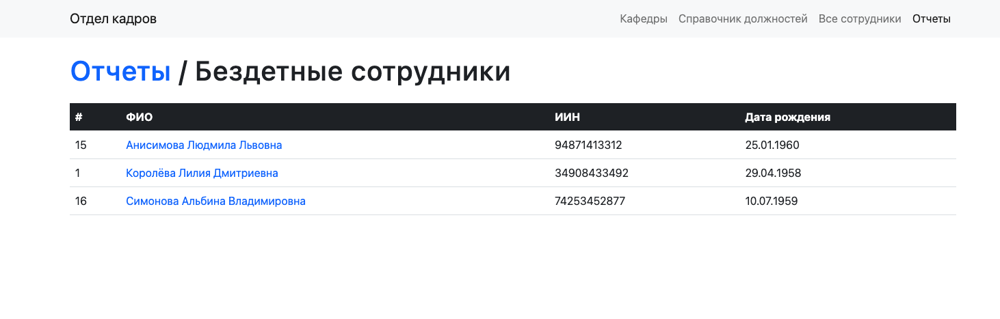 Отдел кадров Кафедры Справочник должностей Все сотрудники Отчеты
Отчеты / Бездетные сотрудники
# ФИО ИИН Дата рождения
15 Анисимова Людмила Львовна 94871413312 25.01.1960
1 Королёва Лилия Дмитриевна 34908433492 29.04.1958
16 Симонова Альбина Владимировна 74253452877 10.07.1959